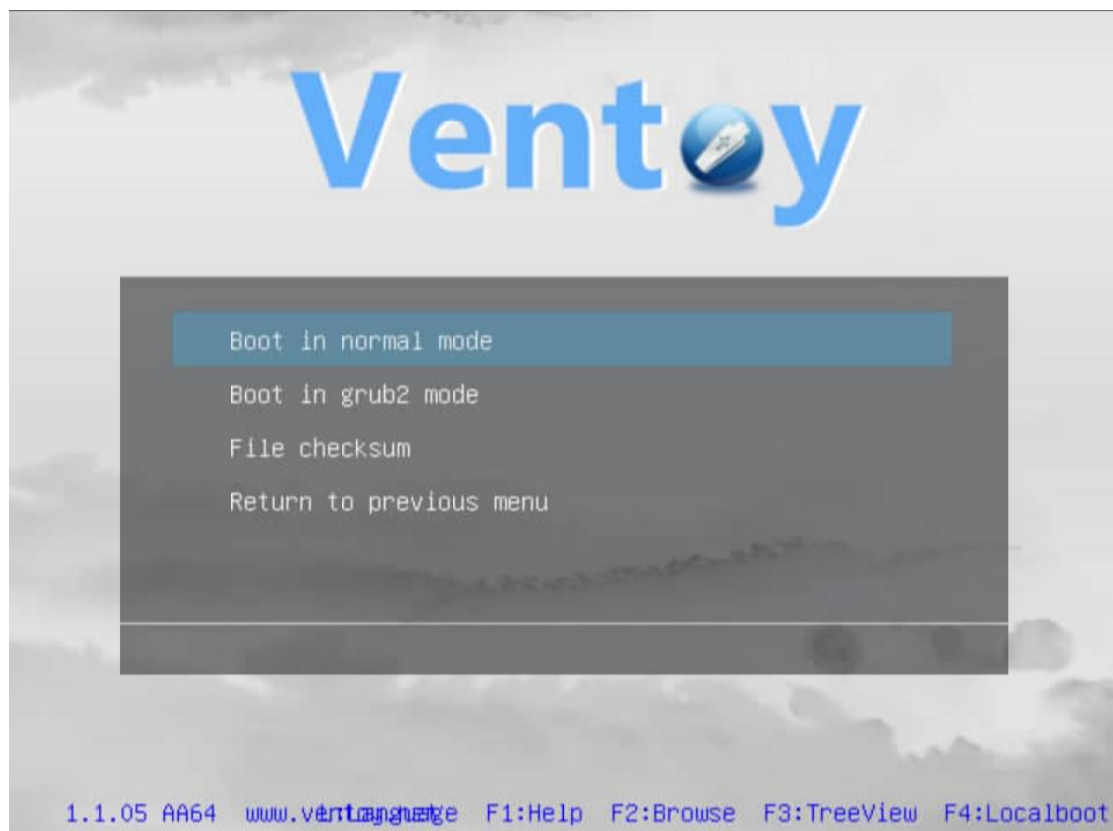 Ventoy
Boot in normal mode
Boot in grub2 mode
File checksum
Return to previous menu
1.1.05 AA64 F1:Help F2:Browse F3:TreeView F4:Localboot